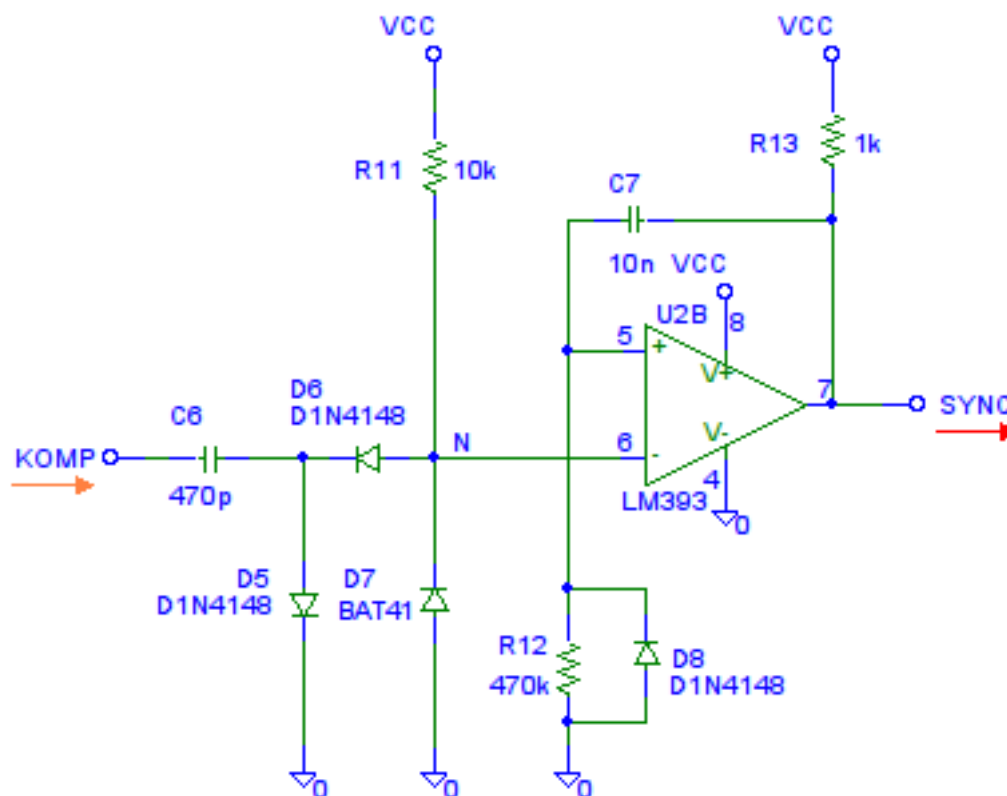 VCC
VCC
R11
10k
R13
1k
C7
10n
VCC
U2B
8
5
+
V+
7
SYNC
D6
D1N4148
C6
N
KOMP
470p
6
-
V-
4
LM393
0
D5
D1N4148
D7
BAT41
R12
470k
D8
D1N4148
0
0
0